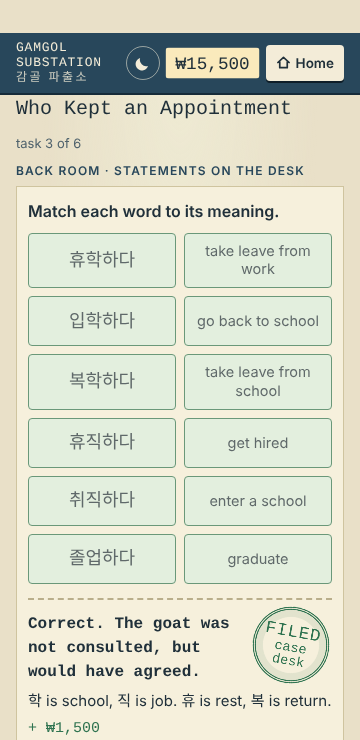 GAMGOL
SUBSTATION
감골 파출소
₩15,500
Home
Who Kept an Appointment
task 3 of 6
BACK ROOM · STATEMENTS ON THE DESK
Match each word to its meaning.
휴학하다
take leave from
work
입학하다
go back to school
복학하다
take leave from
school
휴직하다
get hired
취직하다
enter a school
졸업하다
graduate
Correct. The goat was
not consulted, but
would have agreed.
FILED
case
desk
학 is school, 직 is job. 휴 is rest, 복 is return.
+ ₩1,500